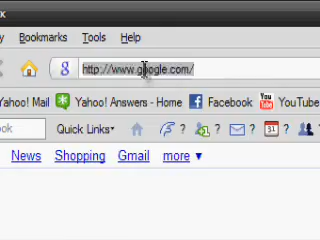 Bookmarks Tools Help
http://www.google.com/
Yahoo! Mail Yahoo! Answers - Home Facebook YouTube
Quick Links ? ? ? 31 ?
News Shopping Gmail more